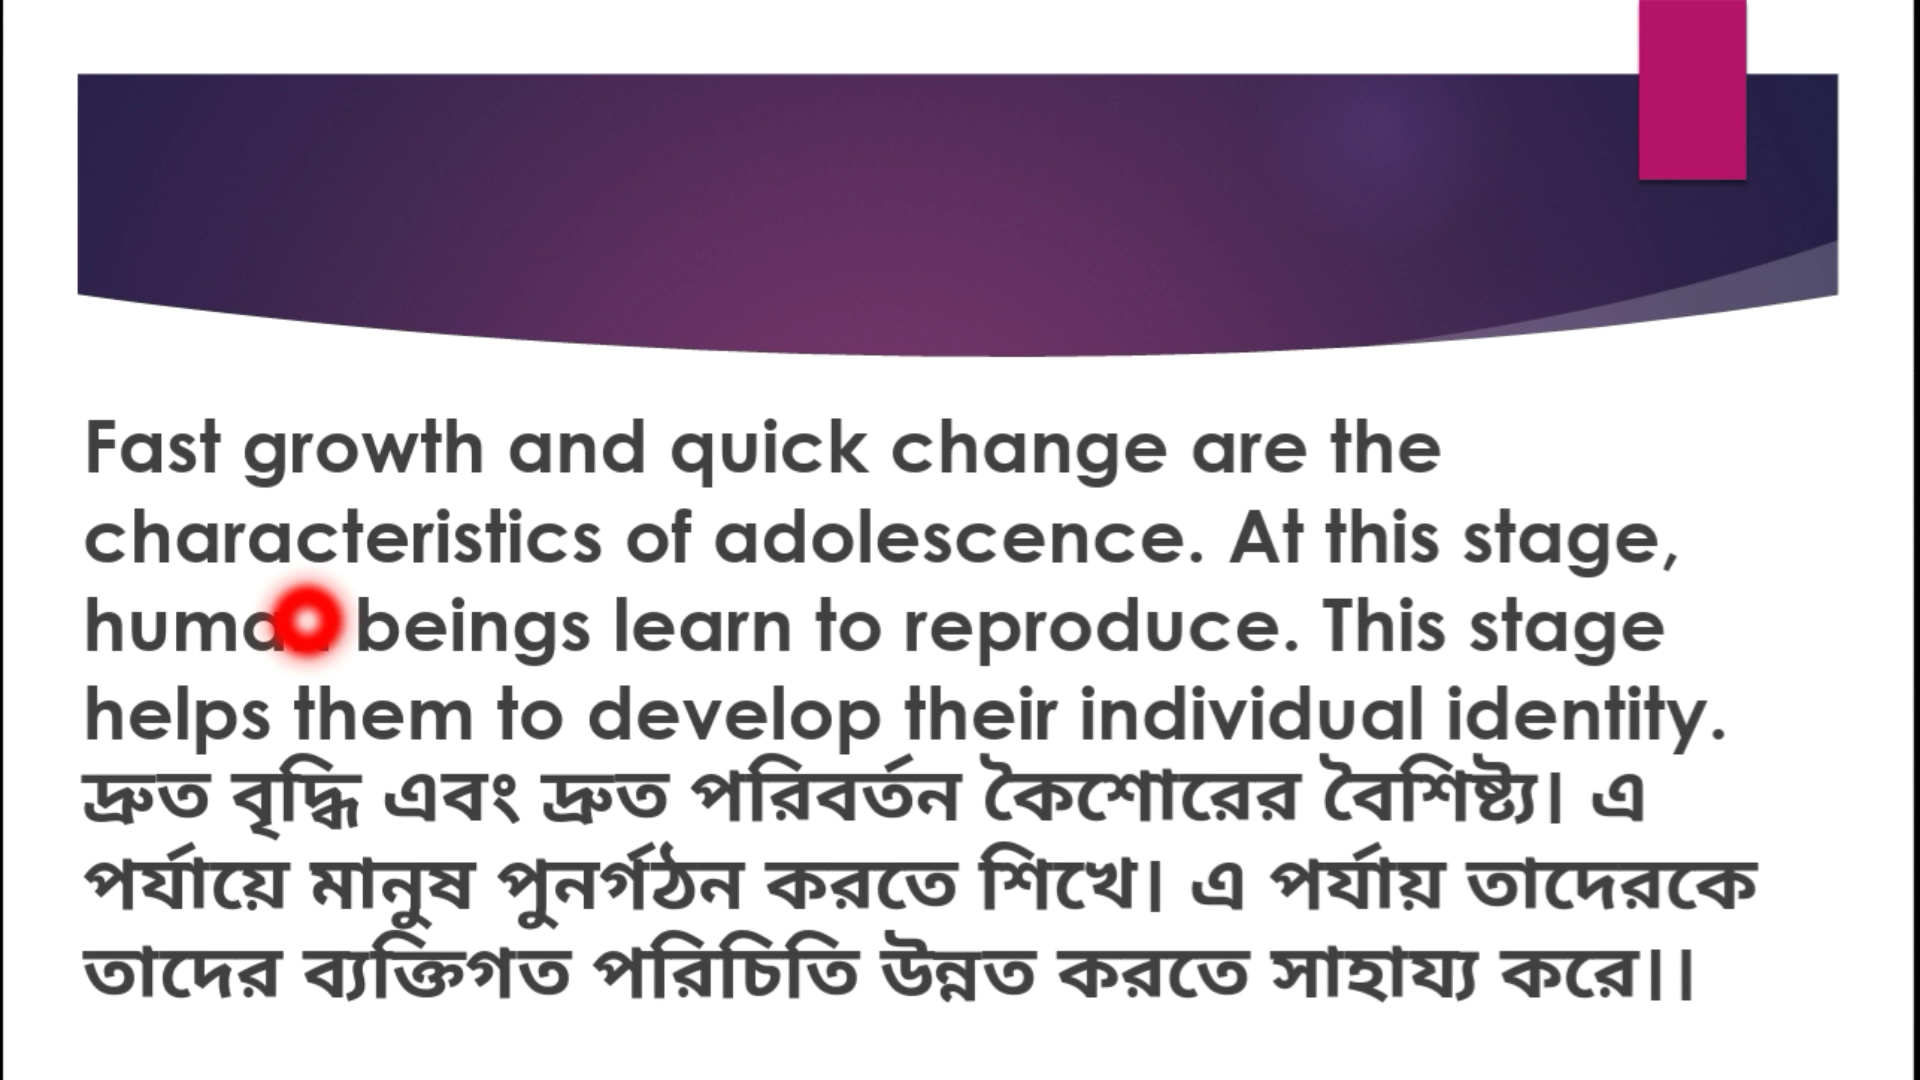 Fast growth and quick change are the
characteristics of adolescence. At this stage,
human beings learn to reproduce. This stage
helps them to develop their individual identity.
দ্রুত বৃদ্ধি এবং দ্রুত পরিবর্তন কৈশোরের বৈশিষ্ট্য। এ
পর্যায়ে মানুষ পুনর্গঠন করতে শিখে। এ পর্যায় তাদেরকে
তাদের ব্যক্তিগত পরিচিতি উন্নত করতে সাহায্য করে।।